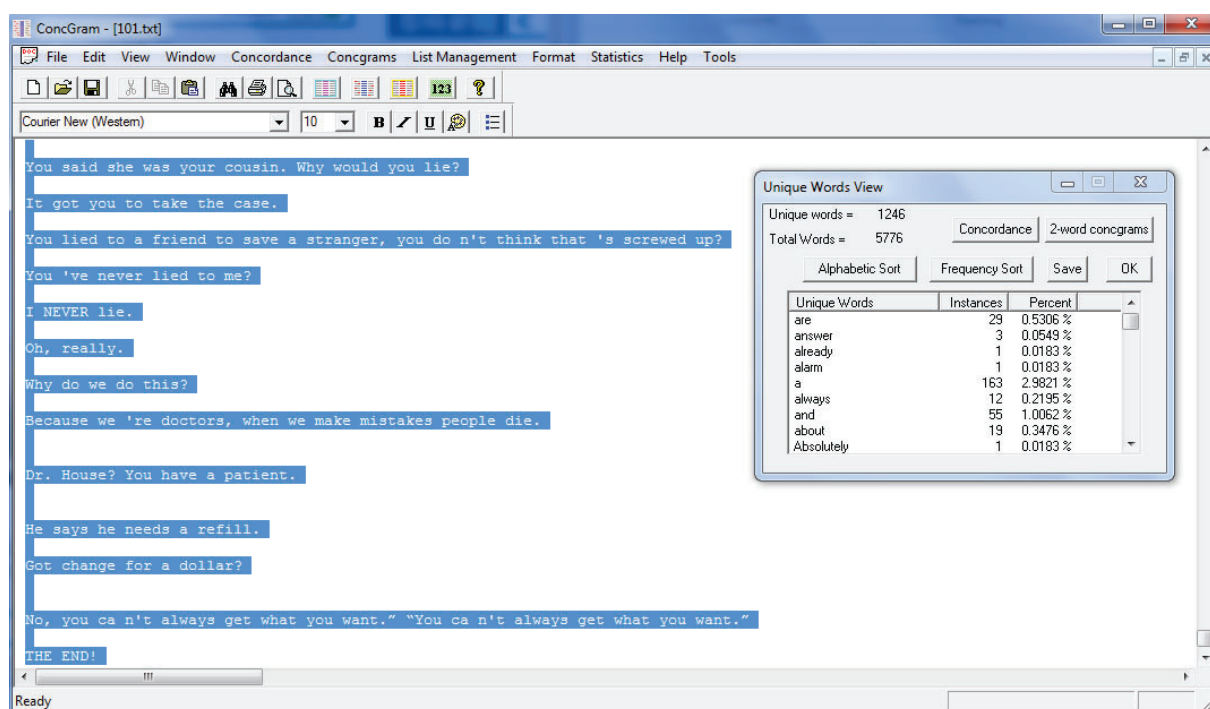 ConcGram - [101.txt]
File Edit View Window Concordance Concgrams List Management Format Statistics Help Tools
123 ?
Courier New (Western) 10 B I U
You said she was your cousin. Why would you lie?
It got you to take the case.
You lied to a friend to save a stranger, you do n't think that 's screwed up?
You 've never lied to me?
I NEVER lie.
Oh, really.
Why do we do this?
Because we 're doctors, when we make mistakes people die.
Dr. House? You have a patient.
He says he needs a refill.
Got change for a dollar?
No, you ca n't always get what you want.” “You ca n't always get what you want.”
THE END!
Ready
Unique Words View
Unique words = 1246
Total Words = 5776
Concordance 2-word concgrams
Alphabetic Sort Frequency Sort Save OK
Unique Words Instances Percent
are 29 0.5306 %
answer 3 0.0549 %
already 1 0.0183 %
alarm 1 0.0183 %
a 163 2.9821 %
always 12 0.2195 %
and 55 1.0062 %
about 19 0.3476 %
Absolutely 1 0.0183 %